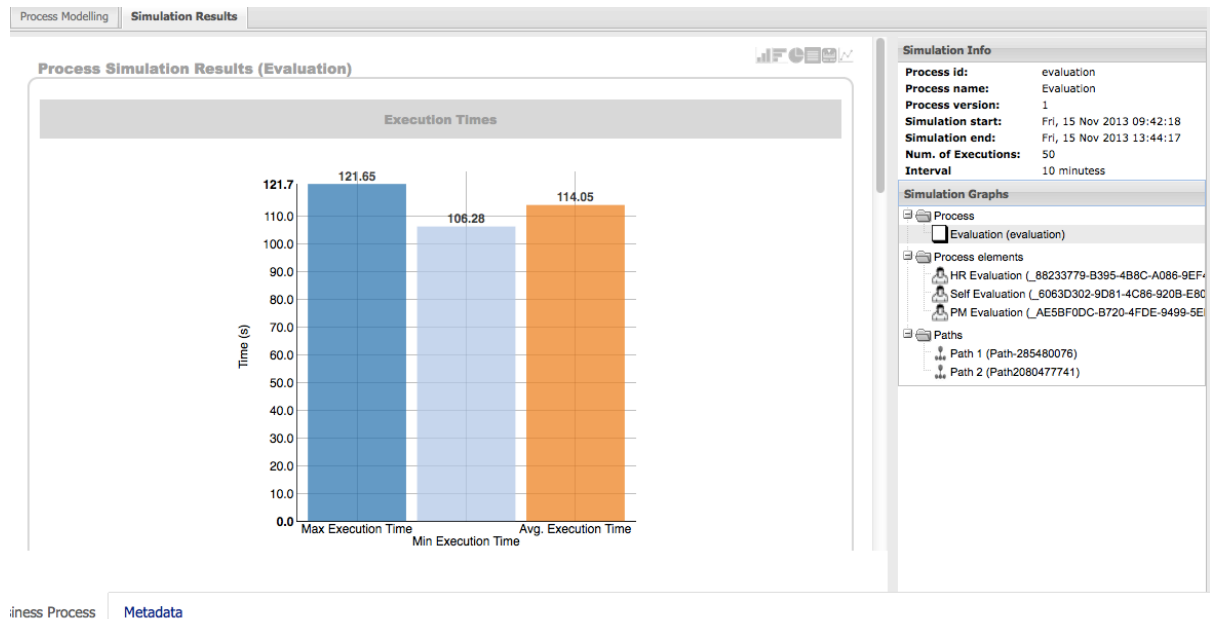 Process Modelling
Simulation Results
Process Simulation Results (Evaluation)
Execution Times
121.7
110.0
100.0
90.0
80.0
70.0
60.0
50.0
40.0
30.0
20.0
10.0
0.0
Time (s)
121.65
106.28
114.05
Max Execution Time
Min Execution Time
Avg. Execution Time
Simulation Info
Process id: evaluation
Process name: Evaluation
Process version: 1
Simulation start: Fri, 15 Nov 2013 09:42:18
Simulation end: Fri, 15 Nov 2013 13:44:17
Num. of Executions: 50
Interval 10 minutess
Simulation Graphs
Process
Evaluation (evaluation)
Process elements
HR Evaluation (_88233779-B395-4B8C-A086-9EF4
Self Evaluation (_6063D302-9D81-4C86-920B-E80
PM Evaluation (_AE5BF0DC-B720-4FDE-9499-5E
Paths
Path 1 (Path-285480076)
Path 2 (Path2080477741)
iness Process
Metadata